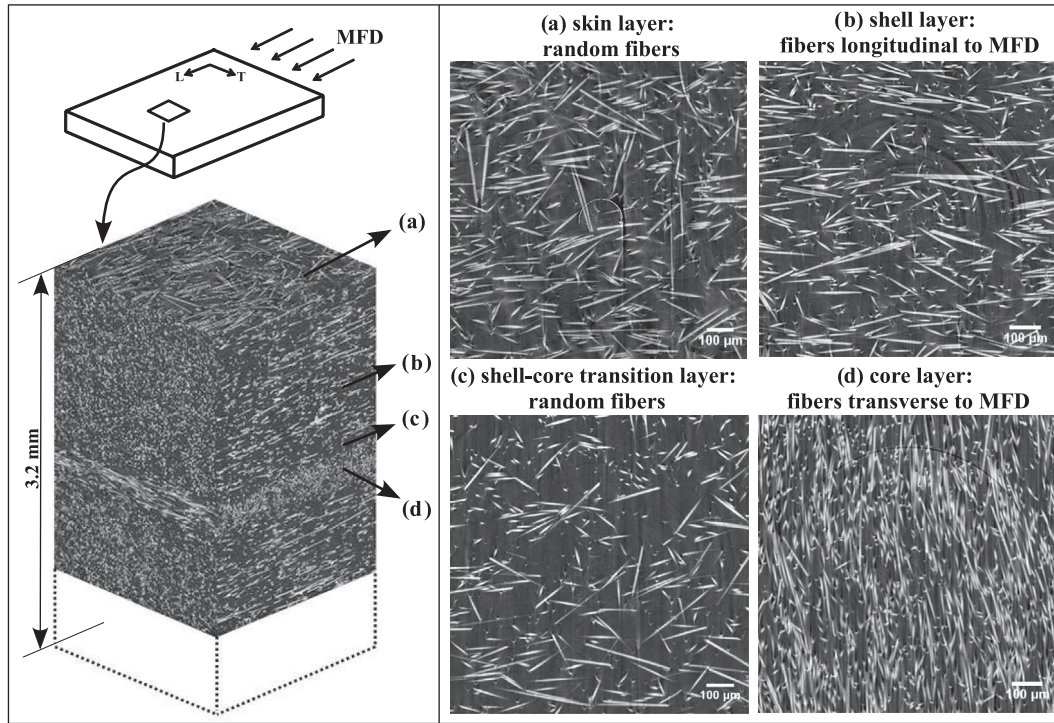 MFD
L
T
(a)
(b)
(c)
(d)
3.2 mm
(a) skin layer:
random fibers
100 µm
(b) shell layer:
fibers longitudinal to MFD
100 µm
(c) shell-core transition layer:
random fibers
100 µm
(d) core layer:
fibers transverse to MFD
100 µm